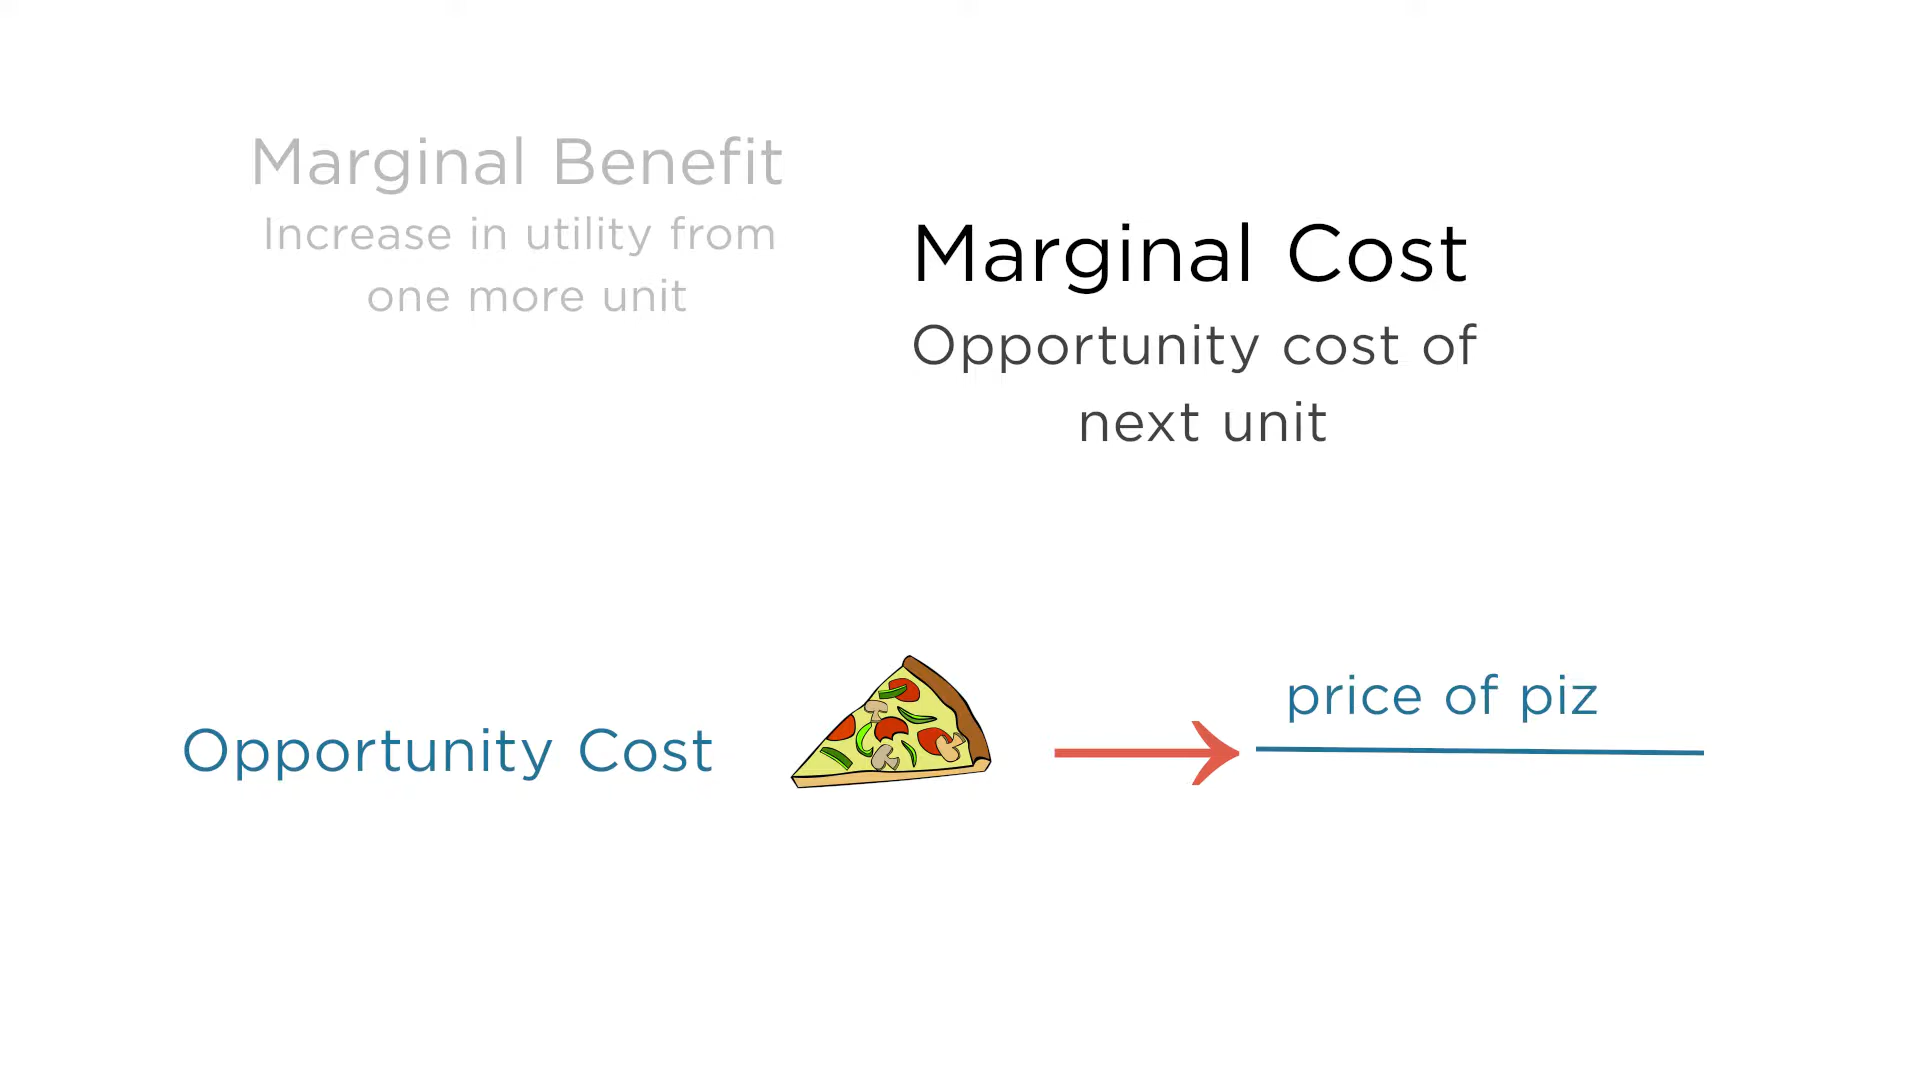 Marginal Benefit
Increase in utility from
one more unit
Marginal Cost
Opportunity cost of
next unit
Opportunity Cost
price of piz